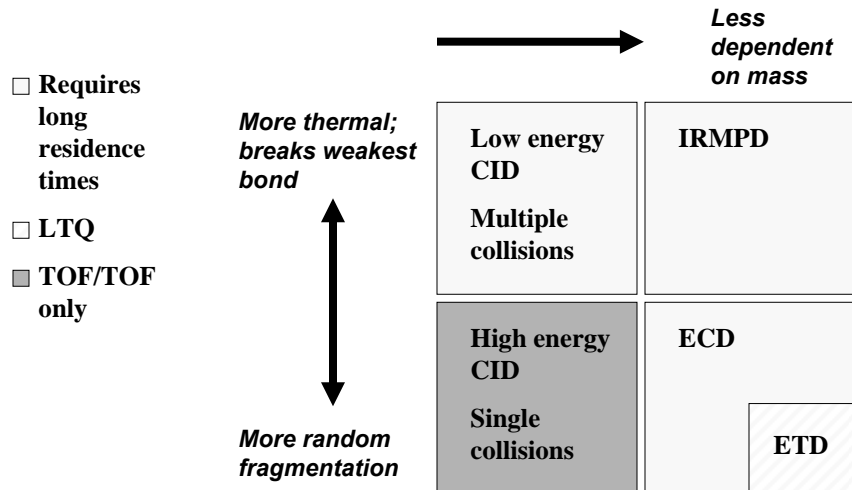 Less
dependent
on mass
Requires
long
residence
times
LTQ
TOF/TOF
only
More thermal;
breaks weakest
bond
More random
fragmentation
Low energy
CID
Multiple
collisions
IRMPD
High energy
CID
Single
collisions
ECD
ETD